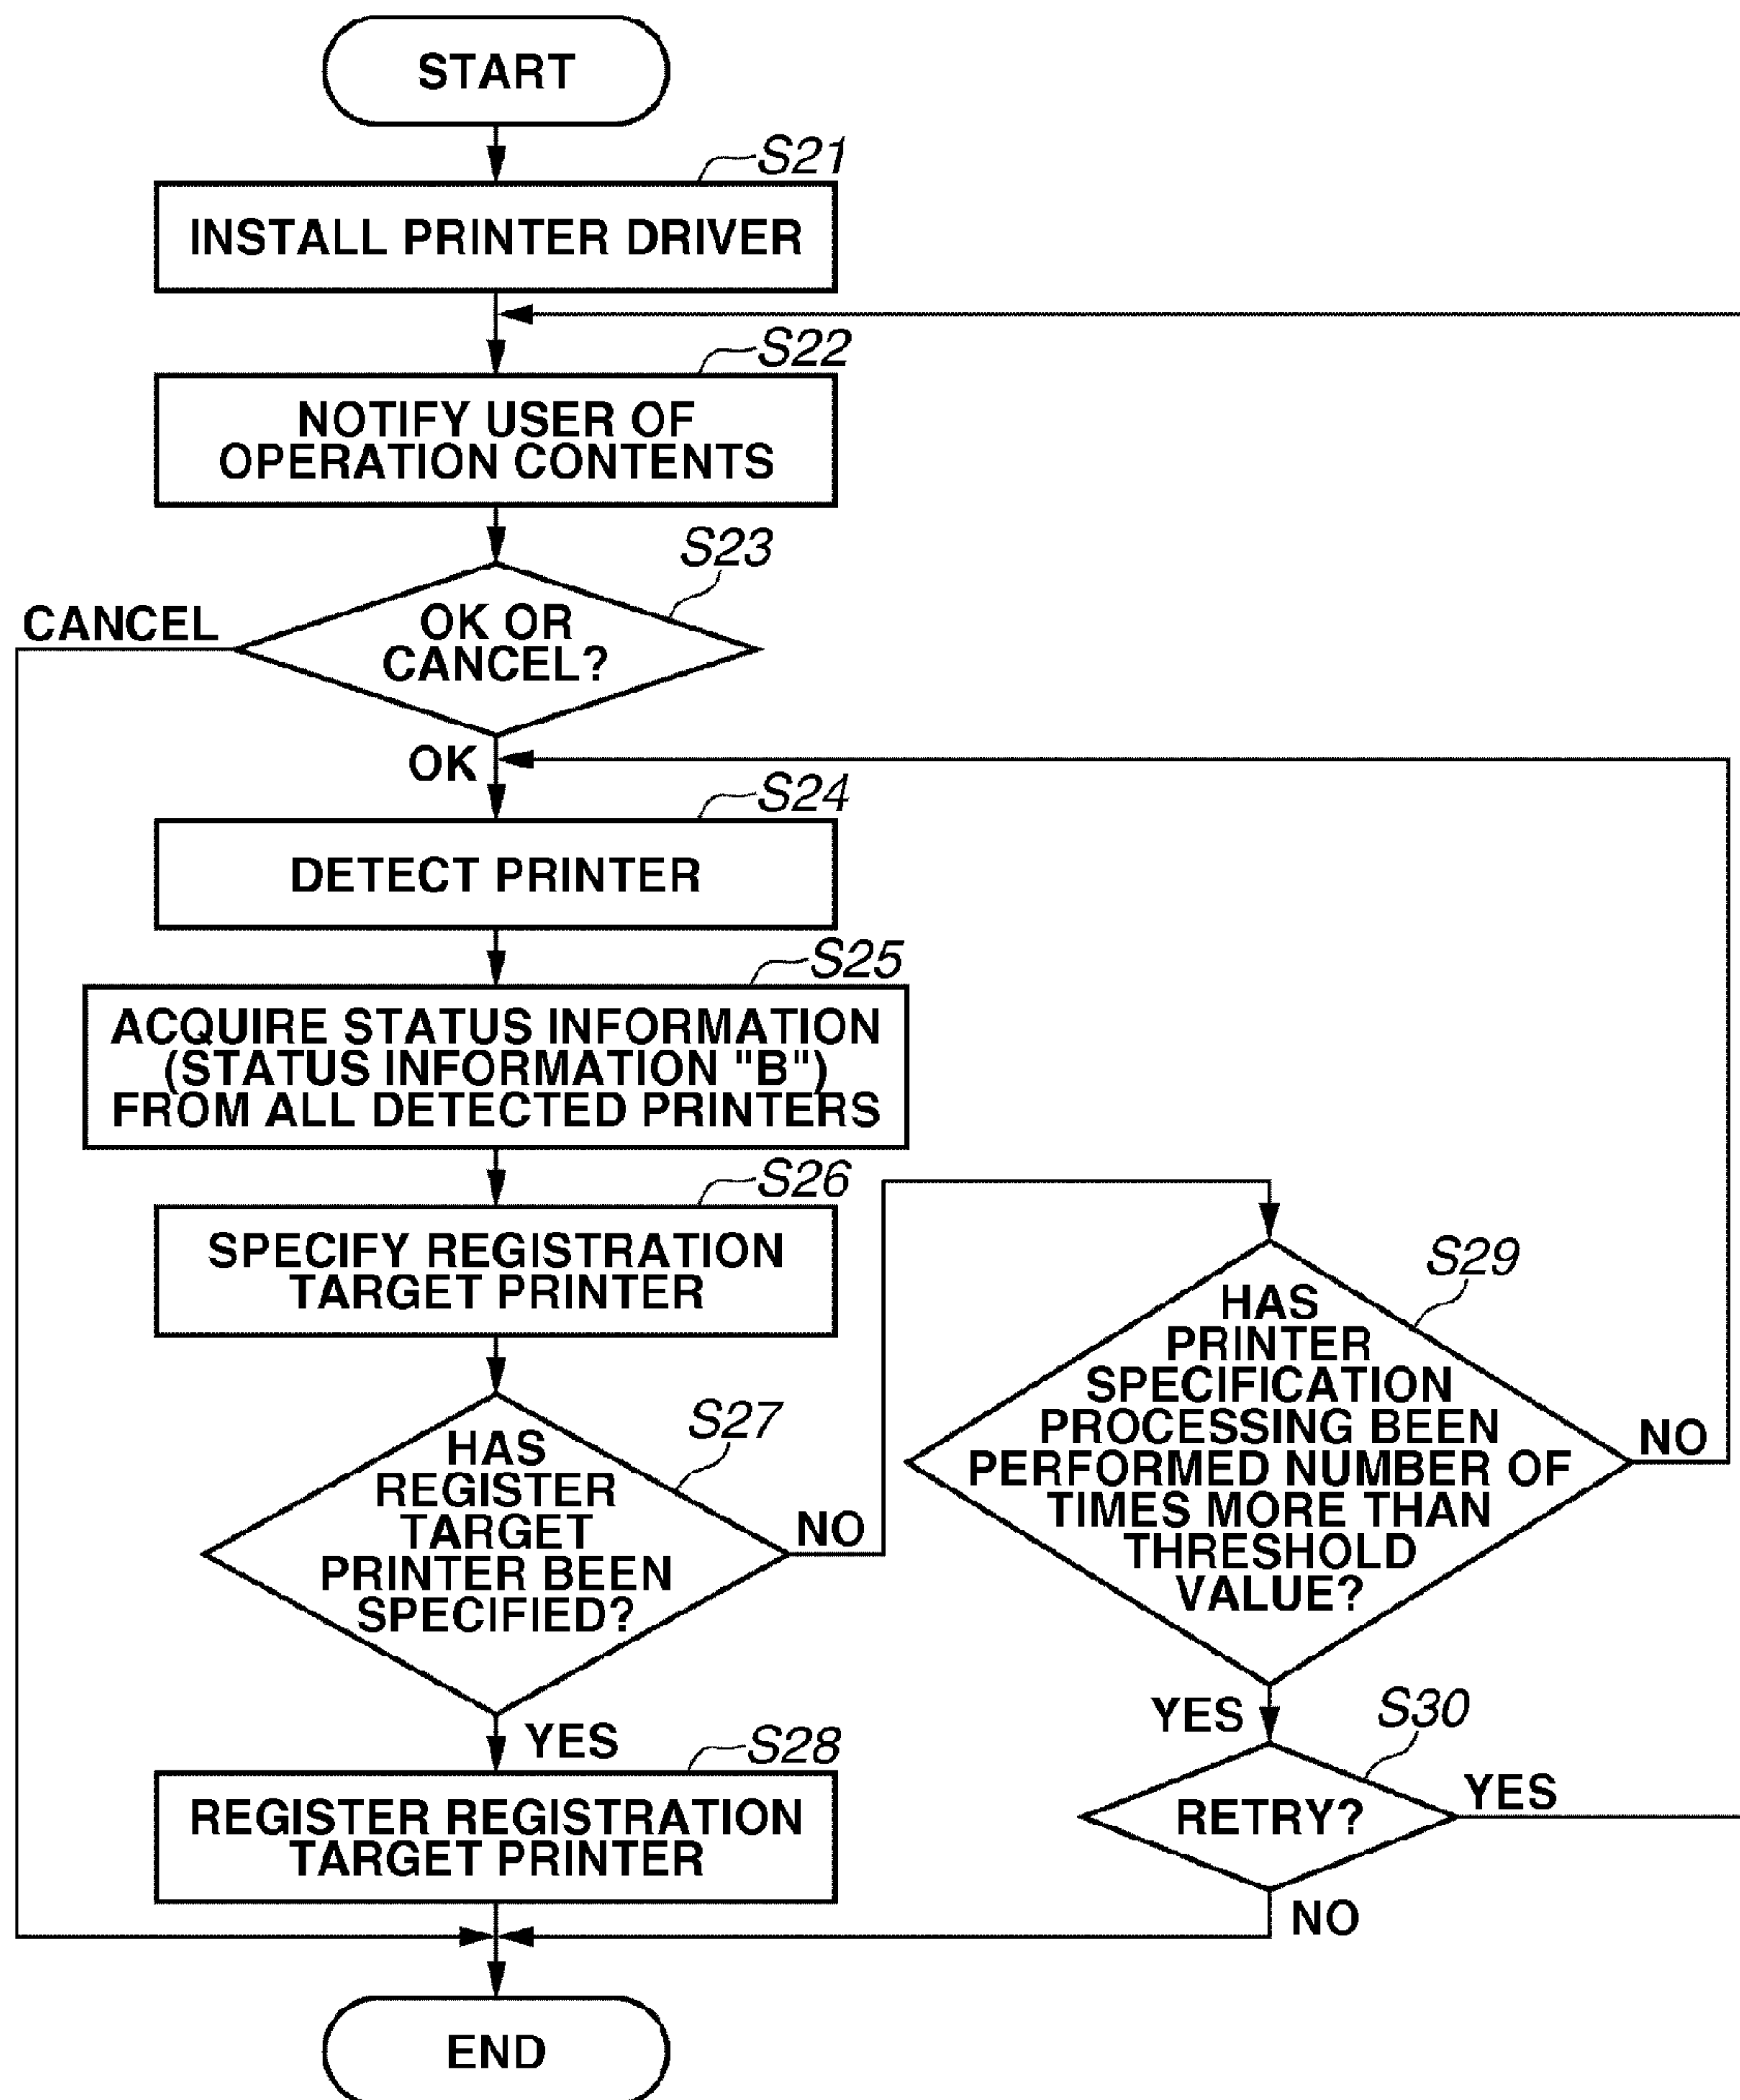 START
S21
INSTALL PRINTER DRIVER
S22
NOTIFY USER OF
OPERATION CONTENTS
S23
CANCEL
OK OR
CANCEL?
OK
S24
DETECT PRINTER
S25
ACQUIRE STATUS INFORMATION
(STATUS INFORMATION "B")
FROM ALL DETECTED PRINTERS
S26
SPECIFY REGISTRATION
TARGET PRINTER
S27
HAS
REGISTER
TARGET
PRINTER BEEN
SPECIFIED?
NO
YES
S28
REGISTER REGISTRATION
TARGET PRINTER
S29
HAS
PRINTER
SPECIFICATION
PROCESSING BEEN
PERFORMED NUMBER OF
TIMES MORE THAN
THRESHOLD
VALUE?
NO
YES
S30
RETRY?
YES
NO
END